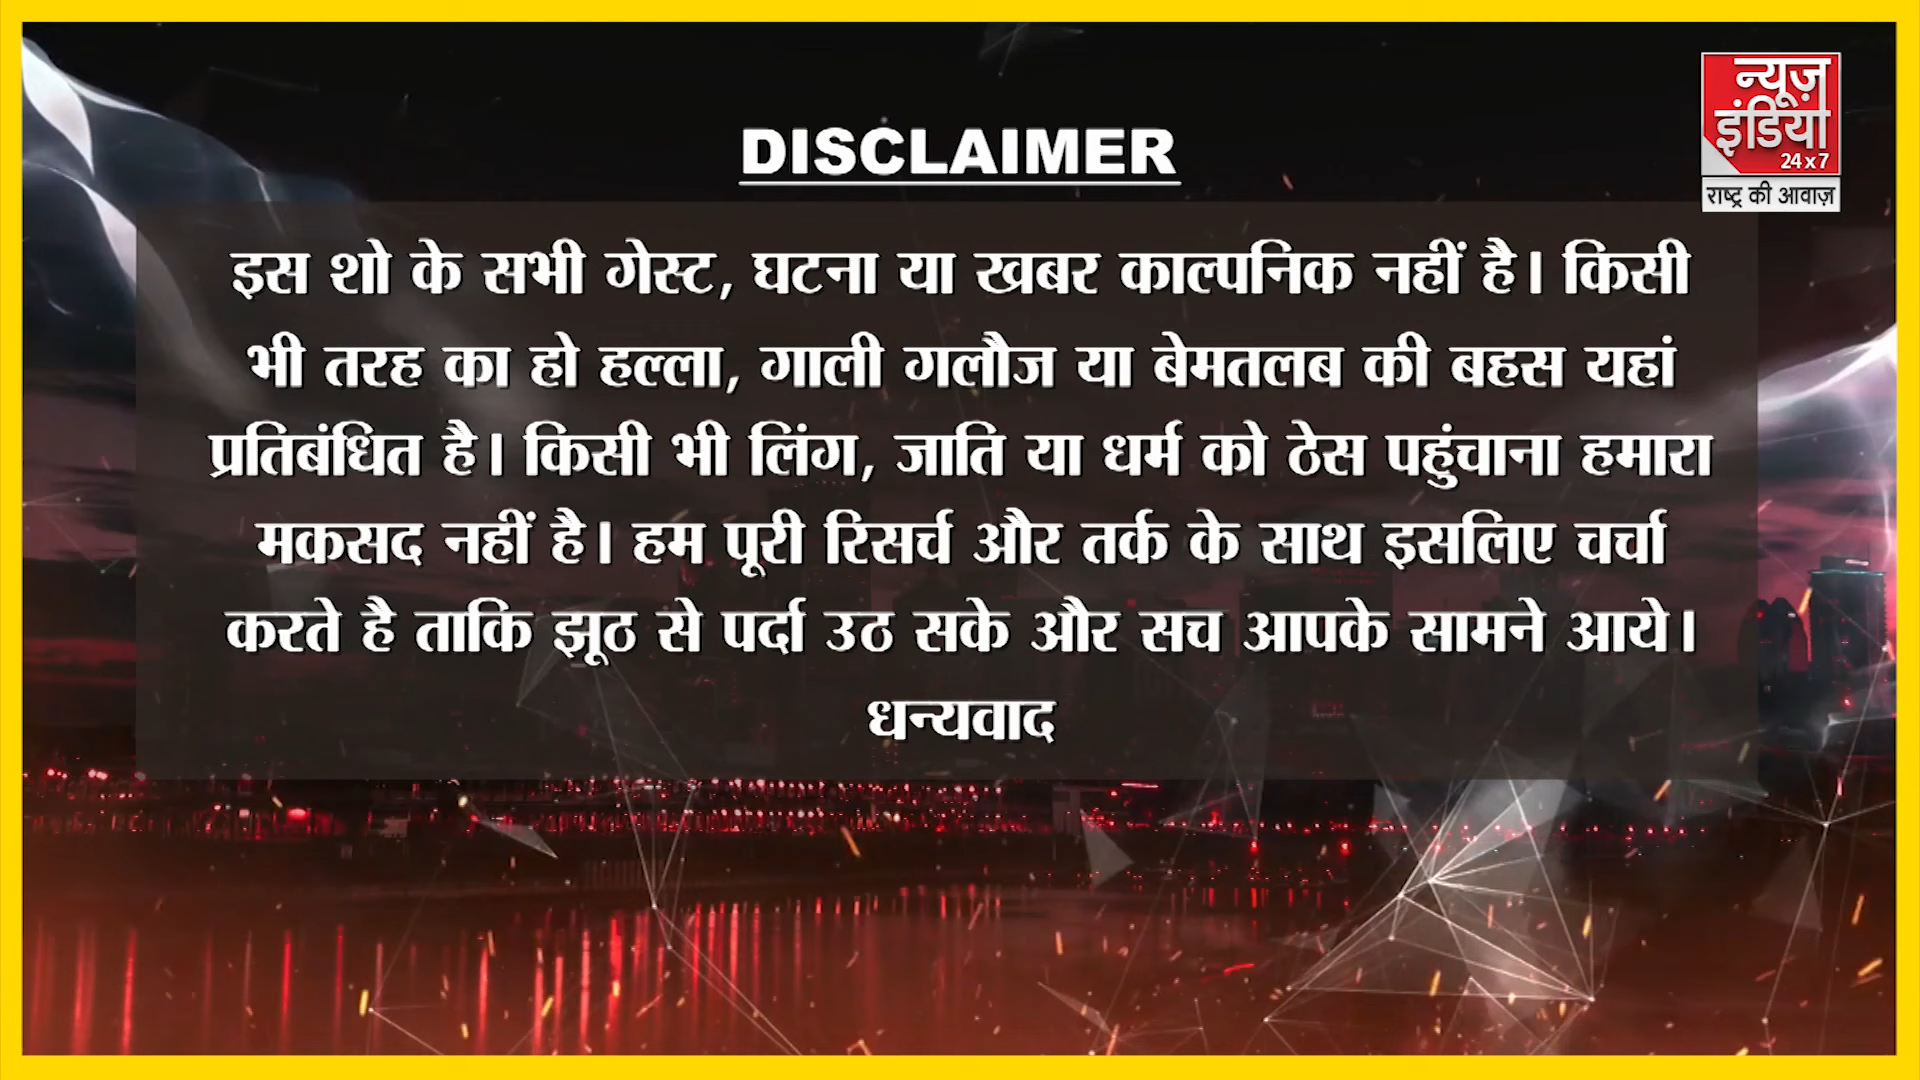 न्यूज़
इंडिया
24x7
राष्ट्र की आवाज़
DISCLAIMER
इस शो के सभी गेस्ट, घटना या खबर काल्पनिक नहीं है। किसी
भी तरह का हो हल्ला, गाली गलौज या बेमतलब की बहस यहां
प्रतिबंधित है। किसी भी लिंग, जाति या धर्म को ठेस पहुंचाना हमारा
मकसद नहीं है। हम पूरी रिसर्च और तर्क के साथ इसलिए चर्चा
करते है ताकि झूठ से पर्दा उठ सके और सच आपके सामने आये।
धन्यवाद